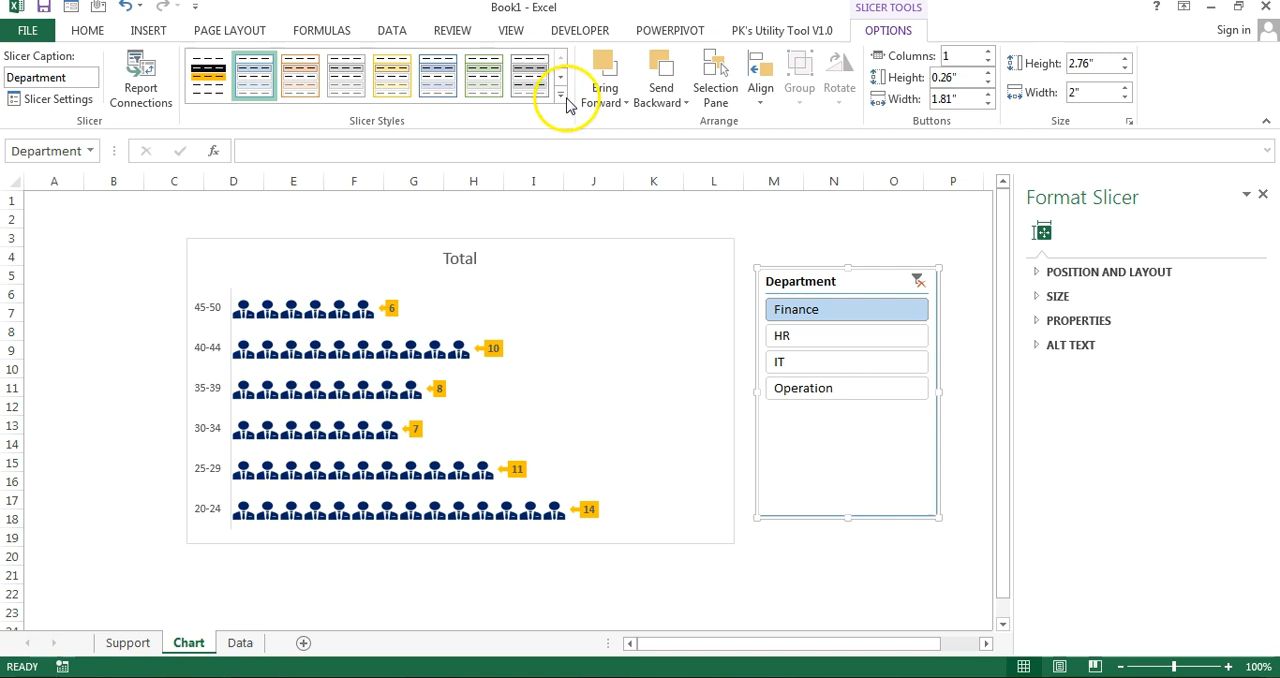 Book1 - Excel
SLICER TOOLS
?
FILE HOME INSERT PAGE LAYOUT FORMULAS DATA REVIEW VIEW DEVELOPER POWERPIVOT PK's Utility Tool V1.0 OPTIONS Sign in
Slicer Caption:
Department
Slicer Settings
Report
Connections
Bring
Forward
Send
Backward
Selection
Pane
Align
Group
Rotate
Columns: 1
Height: 0.26"
Width: 1.81"
Height: 2.76"
Width: 2"
Slicer Slicer Styles Arrange Buttons Size
Department fx
A B C D E F G H I J K L M N O P
1
2
3
4
5
6
7
8
9
10
11
12
13
14
15
16
17
18
19
20
21
22
23
Total
45-50 6
40-44 10
35-39 8
30-34 7
25-29 11
20-24 14
Department
Finance
HR
IT
Operation
Format Slicer
POSITION AND LAYOUT
SIZE
PROPERTIES
ALT TEXT
Support Chart Data
READY 100%